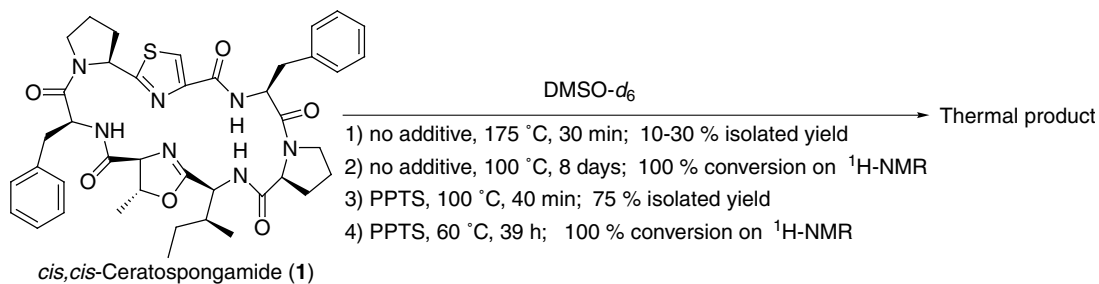 DMSO-d6
Thermal product
1) no additive, 175 ˚C, 30 min; 10-30 % isolated yield
2) no additive, 100 ˚C, 8 days; 100 % conversion on 1H-NMR
3) PPTS, 100 ˚C, 40 min; 75 % isolated yield
4) PPTS, 60 ˚C, 39 h; 100 % conversion on 1H-NMR
S
O
N
N
N
H
O
O
H
NH
N
H
N
O
N
H
O
O
cis,cis-Ceratospongamide (1)